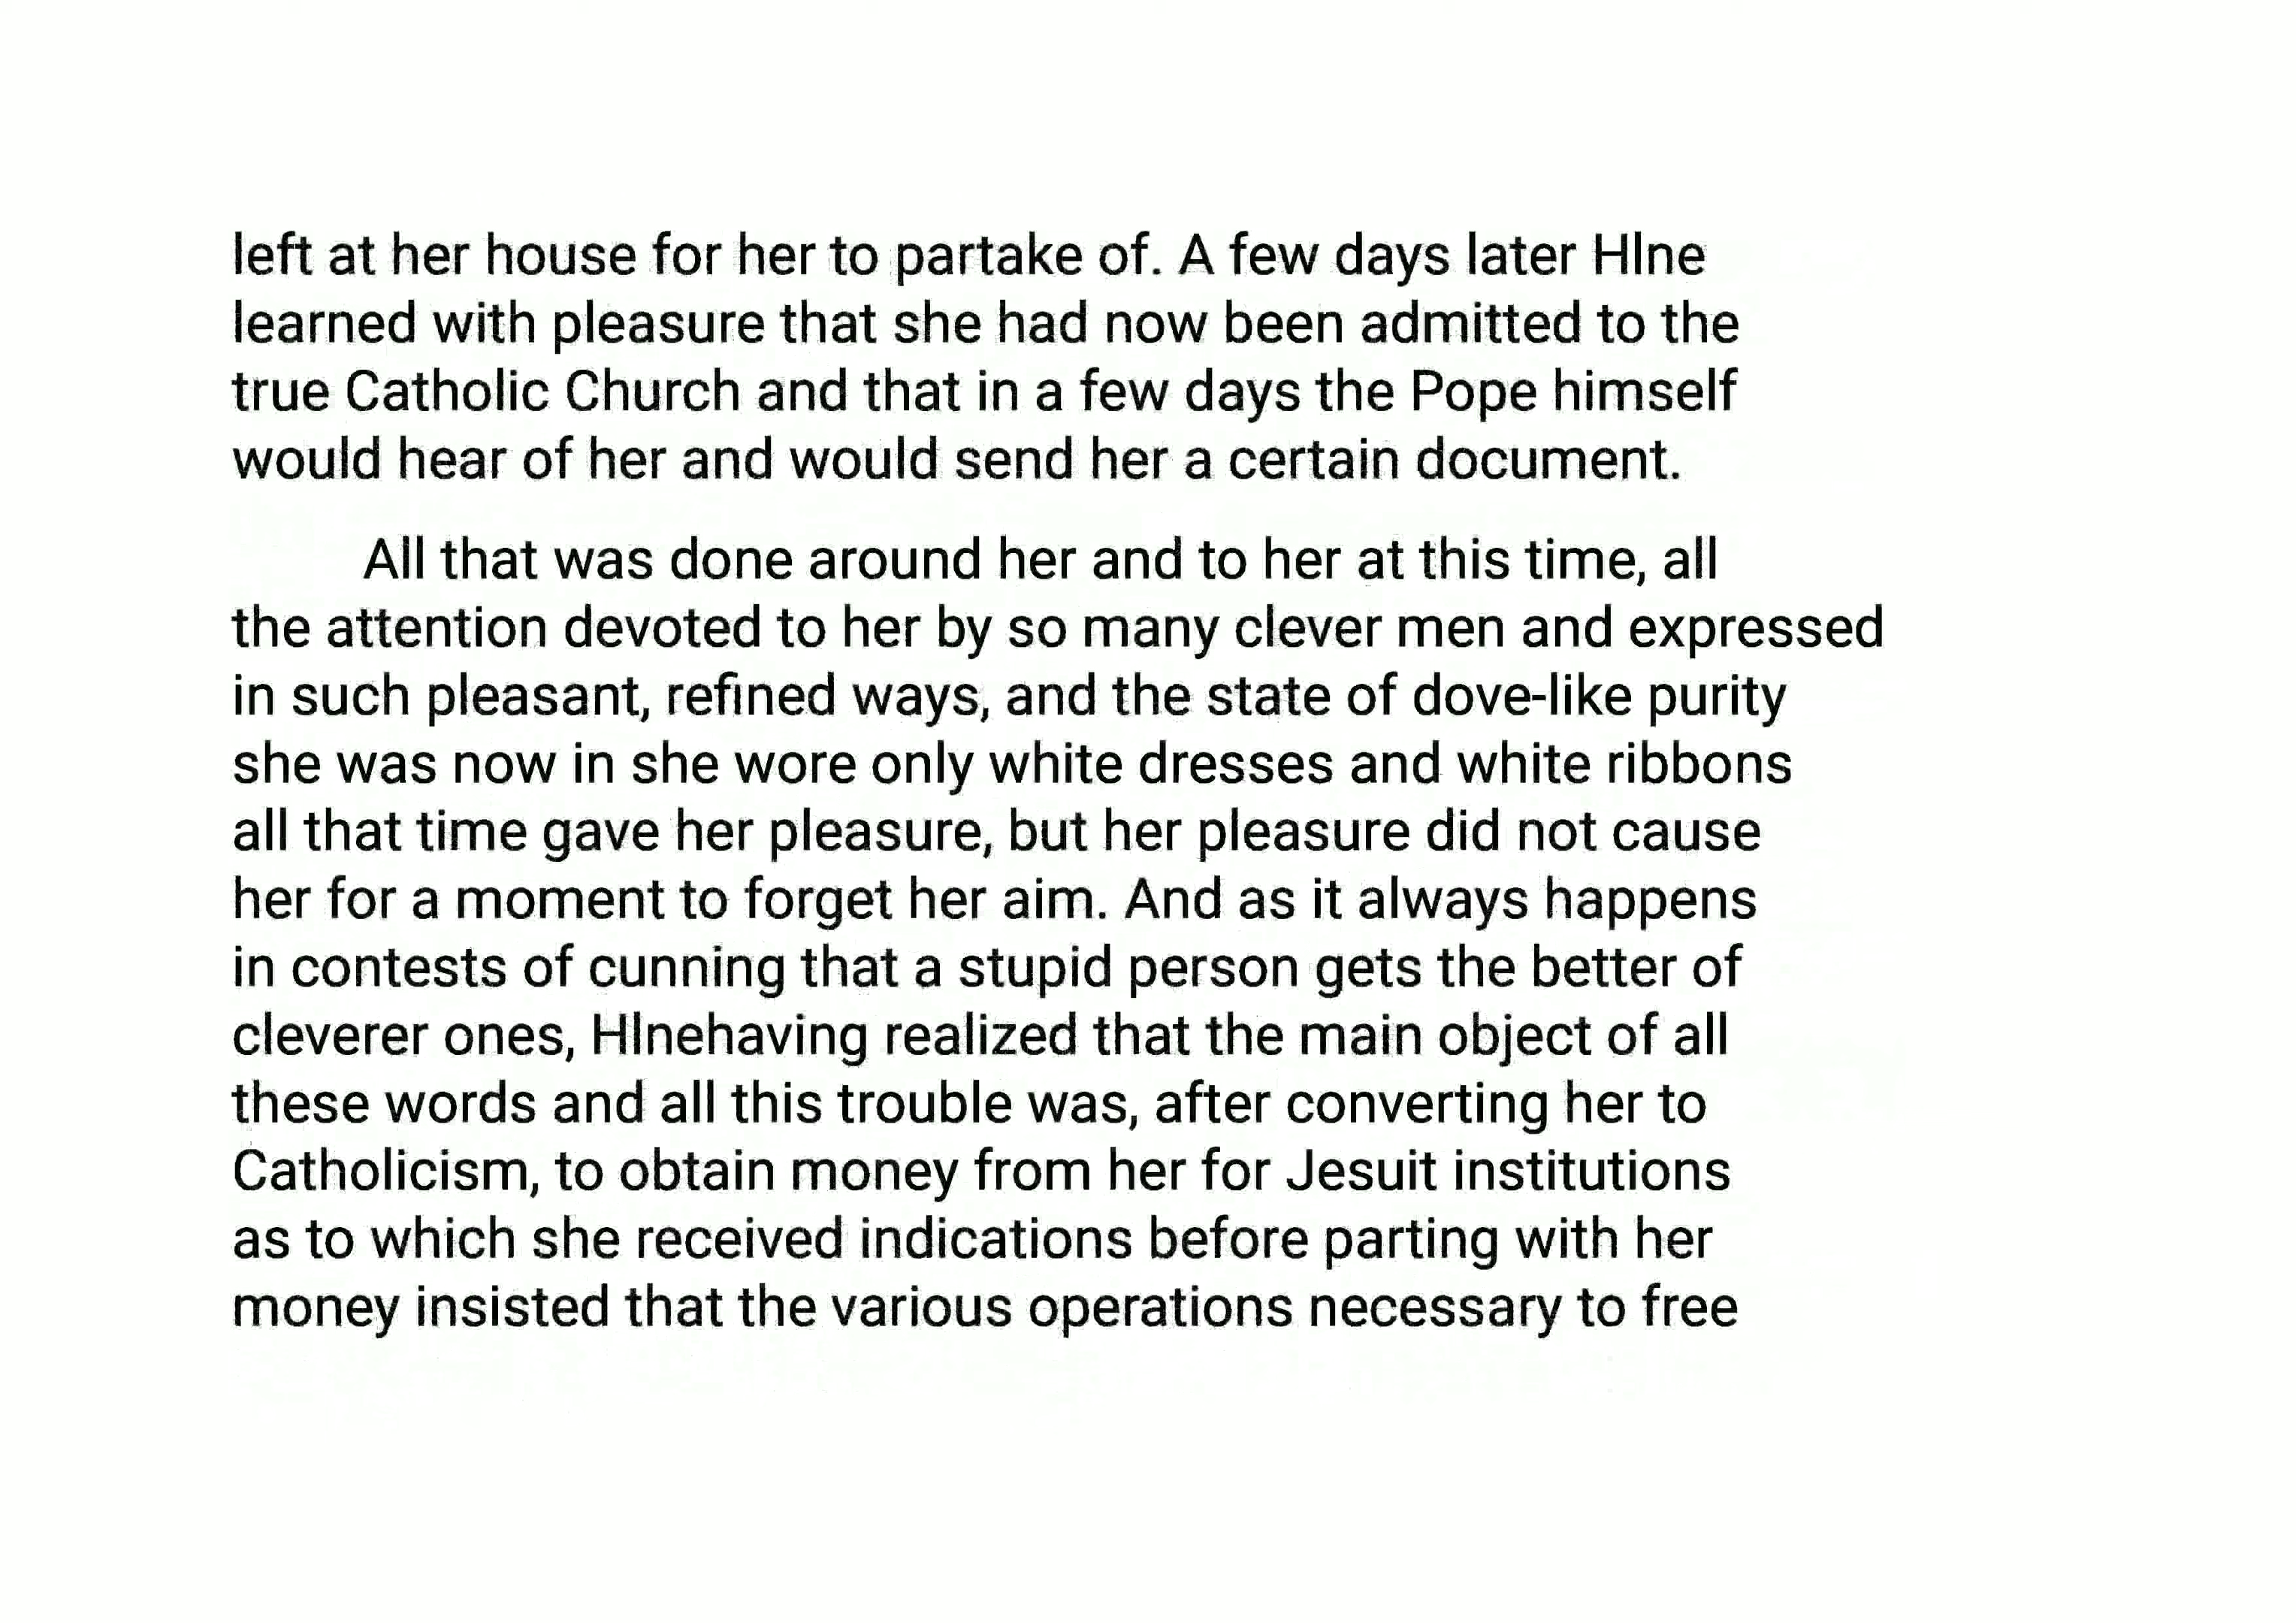 left at her house for her to partake of. A few days later Hlne
learned with pleasure that she had now been admitted to the
true Catholic Church and that in a few days the Pope himself
would hear of her and would send her a certain document.
All that was done around her and to her at this time, all
the attention devoted to her by so many clever men and expressed
in such pleasant, refined ways, and the state of dove-like purity
she was now in she wore only white dresses and white ribbons
all that time gave her pleasure, but her pleasure did not cause
her for a moment to forget her aim. And as it always happens
in contests of cunning that a stupid person gets the better of
cleverer ones, Hlnehaving realized that the main object of all
these words and all this trouble was, after converting her to
Catholicism, to obtain money from her for Jesuit institutions
as to which she received indications before parting with her
money insisted that the various operations necessary to free